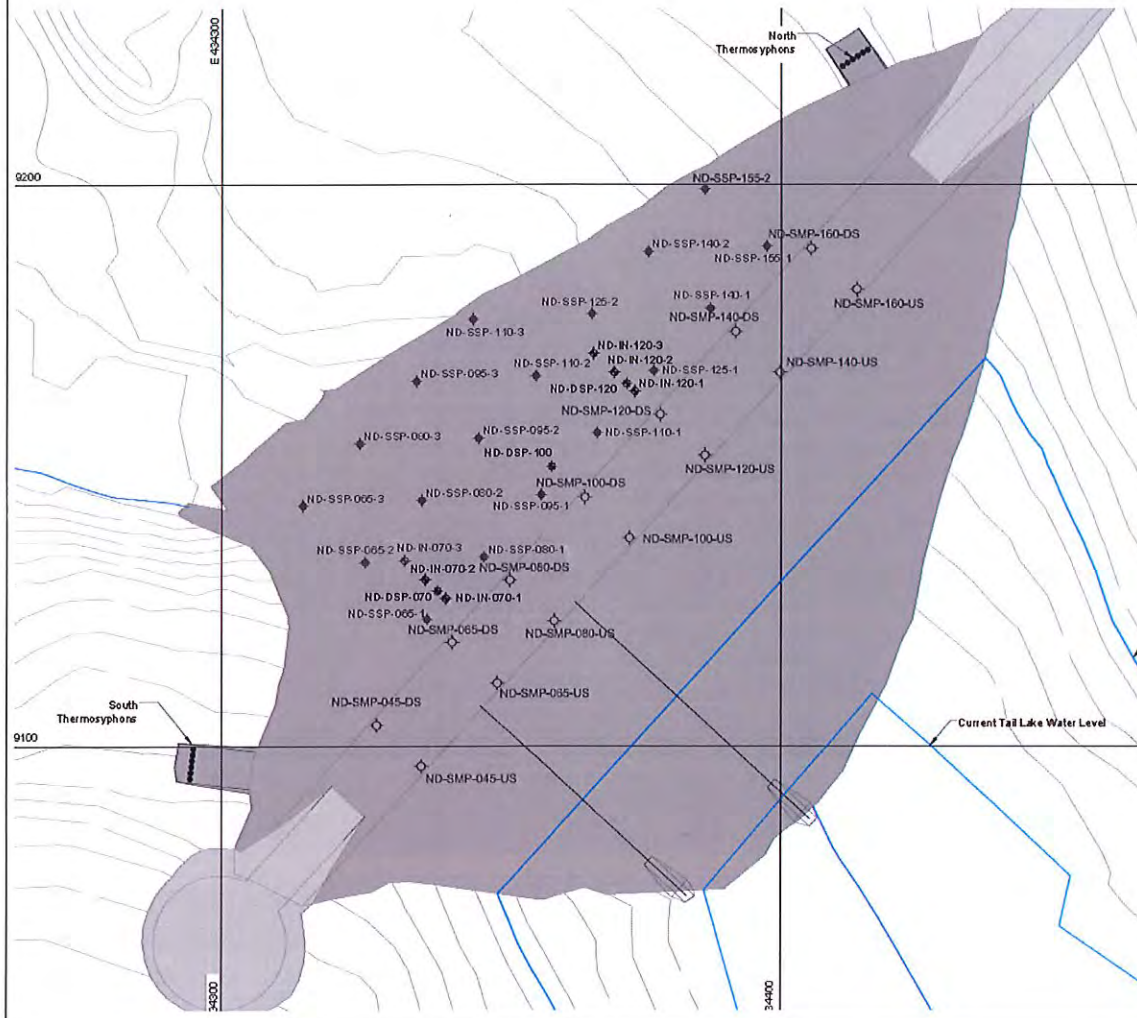 E 434300
North
Thermosyphons
9200
ND-SSP-155-2
ND-SMP-160-DS
ND-SSP-140-2
ND-SSP-155-1
ND-SMP-160-US
ND-SSP-125-2
ND-SSP-140-1
ND-SSP-110-3
ND-SMP-140-DS
ND-IN-120-3
ND-IN-120-2
ND-SSP-110-2
ND-SSP-125-1
ND-SMP-140-US
ND-SSP-095-3
ND-DSP-120
ND-IN-120-1
ND-SMP-120-DS
ND-SSP-110-1
ND-SSP-080-3
ND-SSP-095-2
ND-DSP-100
ND-SMP-120-US
ND-SMP-100-DS
ND-SSP-080-2
ND-SSP-065-3
ND-SSP-095-1
ND-SMP-100-US
ND-SSP-065-2
ND-IN-070-3
ND-SSP-080-1
ND-IN-070-2
ND-SMP-080-DS
ND-DSP-070
ND-IN-070-1
ND-SSP-065-1
ND-SMP-065-DS
ND-SMP-080-US
ND-SMP-065-US
South
Thermosyphons
ND-SMP-045-DS
Current Tail Lake Water Level
9100
ND-SMP-045-US
34300
34400